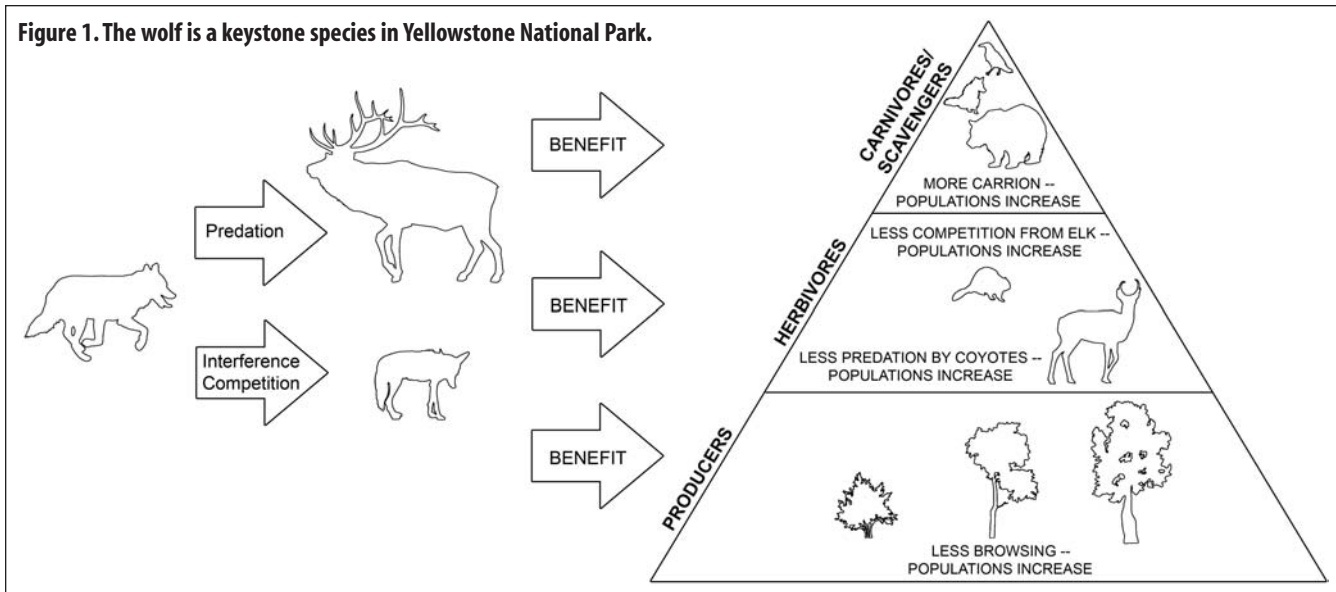 Figure 1. The wolf is a keystone species in Yellowstone National Park.
Predation
Interference
Competition
BENEFIT
BENEFIT
BENEFIT
CARNIVORES/
SCAVENGERS
MORE CARRION --
POPULATIONS INCREASE
HERBIVORES
LESS COMPETITION FROM ELK --
POPULATIONS INCREASE
LESS PREDATION BY COYOTES --
POPULATIONS INCREASE
PRODUCERS
LESS BROWSING --
POPULATIONS INCREASE